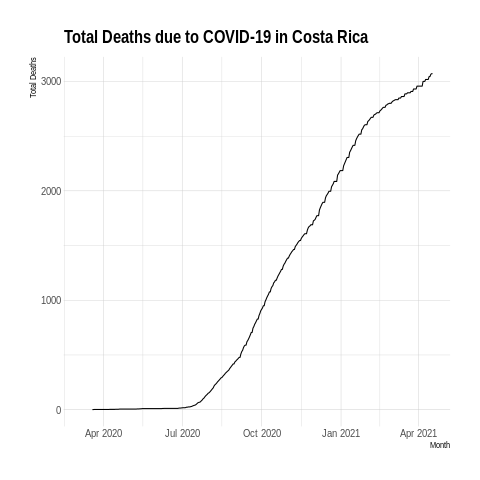 Total Deaths due to COVID-19 in Costa Rica
Total Deaths
3000
2000
1000
0
Apr 2020 Jul 2020 Oct 2020 Jan 2021 Apr 2021
Month